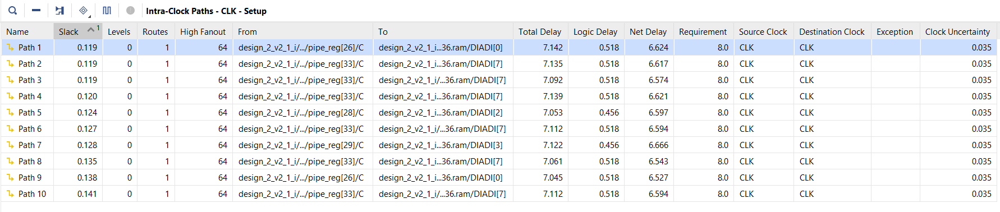 Intra-Clock Paths - CLK - Setup
Name Slack 1 Levels Routes High Fanout From To Total Delay Logic Delay Net Delay Requirement Source Clock Destination Clock Exception Clock Uncertainty
Path 1 0.119 0 1 64 design_2_v2_1_i/.../pipe_reg[26]/C design_2_v2_1_i...36.ram/DIADI[0] 7.142 0.518 6.624 8.0 CLK CLK 0.035
Path 2 0.119 0 1 64 design_2_v2_1_i/.../pipe_reg[33]/C design_2_v2_1_i...36.ram/DIADI[7] 7.135 0.518 6.617 8.0 CLK CLK 0.035
Path 3 0.119 0 1 64 design_2_v2_1_i/.../pipe_reg[33]/C design_2_v2_1_i/...36.ram/DIADI[7] 7.092 0.518 6.574 8.0 CLK CLK 0.035
Path 4 0.120 0 1 64 design_2_v2_1_i/.../pipe_reg[33]/C design_2_v2_1_i...36.ram/DIADI[7] 7.139 0.518 6.621 8.0 CLK CLK 0.035
Path 5 0.124 0 1 64 design_2_v2_1_i/.../pipe_reg[28]/C design_2_v2_1_i...36.ram/DIADI[2] 7.053 0.456 6.597 8.0 CLK CLK 0.035
Path 6 0.127 0 1 64 design_2_v2_1_i/.../pipe_reg[33]/C design_2_v2_1_i/...36.ram/DIADI[7] 7.112 0.518 6.594 8.0 CLK CLK 0.035
Path 7 0.128 0 1 64 design_2_v2_1_i/.../pipe_reg[29]/C design_2_v2_1_i...36.ram/DIADI[3] 7.122 0.456 6.666 8.0 CLK CLK 0.035
Path 8 0.135 0 1 64 design_2_v2_1_i/.../pipe_reg[33]/C design_2_v2_1_i...36.ram/DIADI[7] 7.061 0.518 6.543 8.0 CLK CLK 0.035
Path 9 0.138 0 1 64 design_2_v2_1_i/.../pipe_reg[26]/C design_2_v2_1_i...36.ram/DIADI[0] 7.045 0.518 6.527 8.0 CLK CLK 0.035
Path 10 0.141 0 1 64 design_2_v2_1_i/.../pipe_reg[33]/C design_2_v2_1_i/...36.ram/DIADI[7] 7.112 0.518 6.594 8.0 CLK CLK 0.035